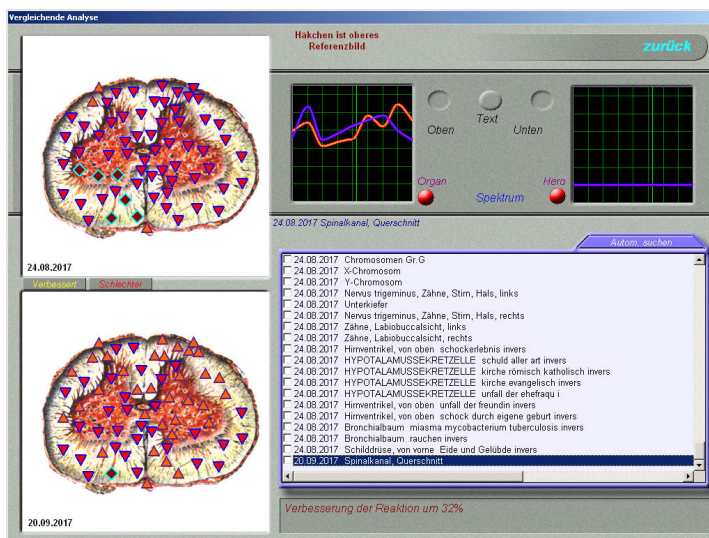 Vergleichende Analyse
Häkchen ist oberes
Referenzbild
zurück
Oben
Text
Unten
Organ
Spektrum
24.08.2017 Spinalkanal, Querschnitt
Autom. suchen
24.08.2017
Verbessert
Schlechter
24.08.2017 Chromosomen Gr.G
24.08.2017 X-Chromosom
24.08.2017 Y-Chromosom
24.08.2017 Nervus trigeminus, Zähne, Stirn, Hals, links
24.08.2017 Unterkiefer
24.08.2017 Nervus trigeminus, Zähne, Stirn, Hals, rechts
24.08.2017 Zähne, Labiobuccalsicht, links
24.08.2017 Zähne, Labiobuccalsicht, rechts
24.08.2017 Hirnventrikel, von oben schockerlebnis invers
24.08.2017 HYPOTALAMUSSEKRETZELLE schuld aller art invers
24.08.2017 HYPOTALAMUSSEKRETZELLE kirche römisch katholisch invers
24.08.2017 HYPOTALAMUSSEKRETZELLE kirche evangelisch invers
24.08.2017 HYPOTALAMUSSEKRETZELLE unfall der ehefraqu i
24.08.2017 Hirnventrikel, von oben unfall der freundin invers
24.08.2017 Hirnventrikel, von oben schock durch eigene geburt invers
24.08.2017 Bronchialbaum miasma mycobacterium tuberculosis invers
24.08.2017 Bronchialbaum rauchen invers
24.08.2017 Schilddrüse, von vorne Eide und Gelübde invers
20.09.2017 Spinalkanal, Querschnitt
Verbesserung der Reaktion um 32%
20.09.2017